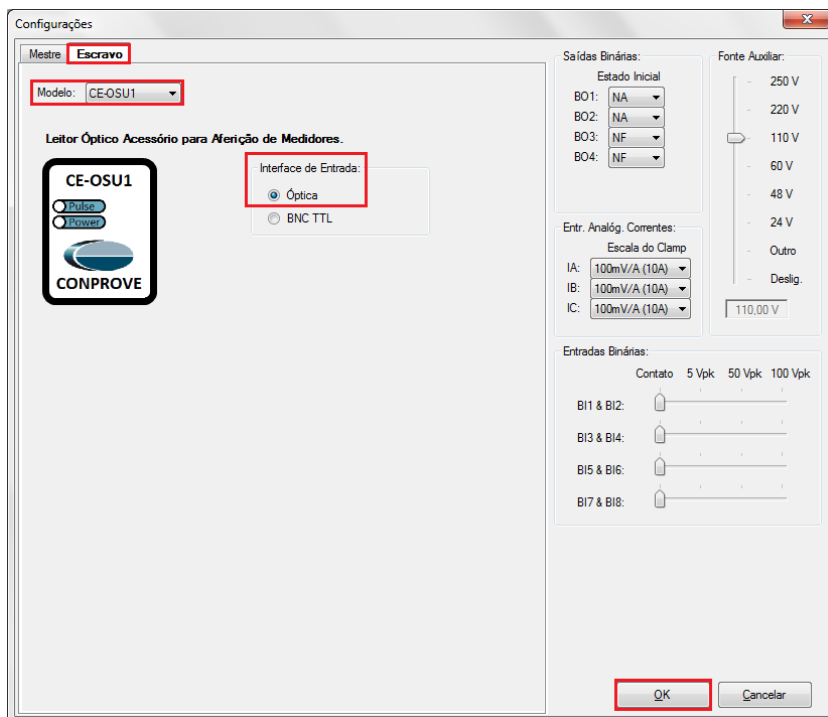 Configurações
Mestre Escravo
Modelo: CE-OSU1
Leitor Óptico Acessório para Aferição de Medidores.
CE-OSU1
Pulse
Power
CONPROVE
Interface de Entrada:
Óptica
BNC TTL
Saídas Binárias:
Estado Inicial
BO1: NA
BO2: NA
BO3: NF
BO4: NF
Fonte Auxiliar:
250 V
220 V
110 V
60 V
48 V
24 V
Outro
Deslig.
110,00 V
Entr. Analóg. Correntes:
Escala do Clamp
IA: 100mV/A (10A)
IB: 100mV/A (10A)
IC: 100mV/A (10A)
Entradas Binárias:
Contato 5 Vpk 50 Vpk 100 Vpk
BI1 & BI2:
BI3 & BI4:
BI5 & BI6:
BI7 & BI8:
OK Cancelar